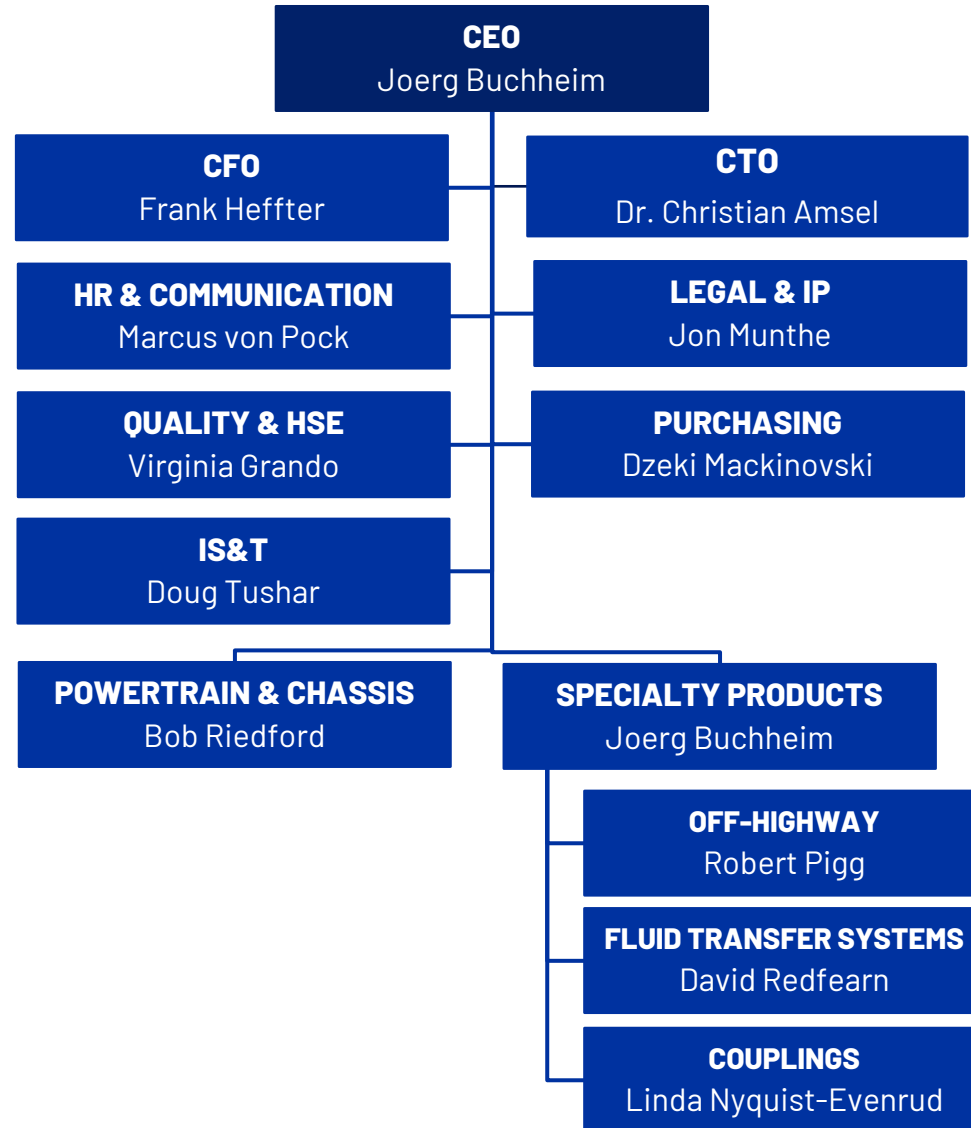 CEO
Joerg Buchheim
CFO
Frank Heffter
CTO
Dr. Christian Amsel
HR & COMMUNICATION
Marcus von Pock
LEGAL & IP
Jon Munthe
QUALITY & HSE
Virginia Grando
PURCHASING
Dzeki Mackinovski
IS&T
Doug Tushar
POWERTRAIN & CHASSIS
Bob Riedford
SPECIALTY PRODUCTS
Joerg Buchheim
OFF-HIGHWAY
Robert Pigg
FLUID TRANSFER SYSTEMS
David Redfearn
COUPLINGS
Linda Nyquist-Evenrud